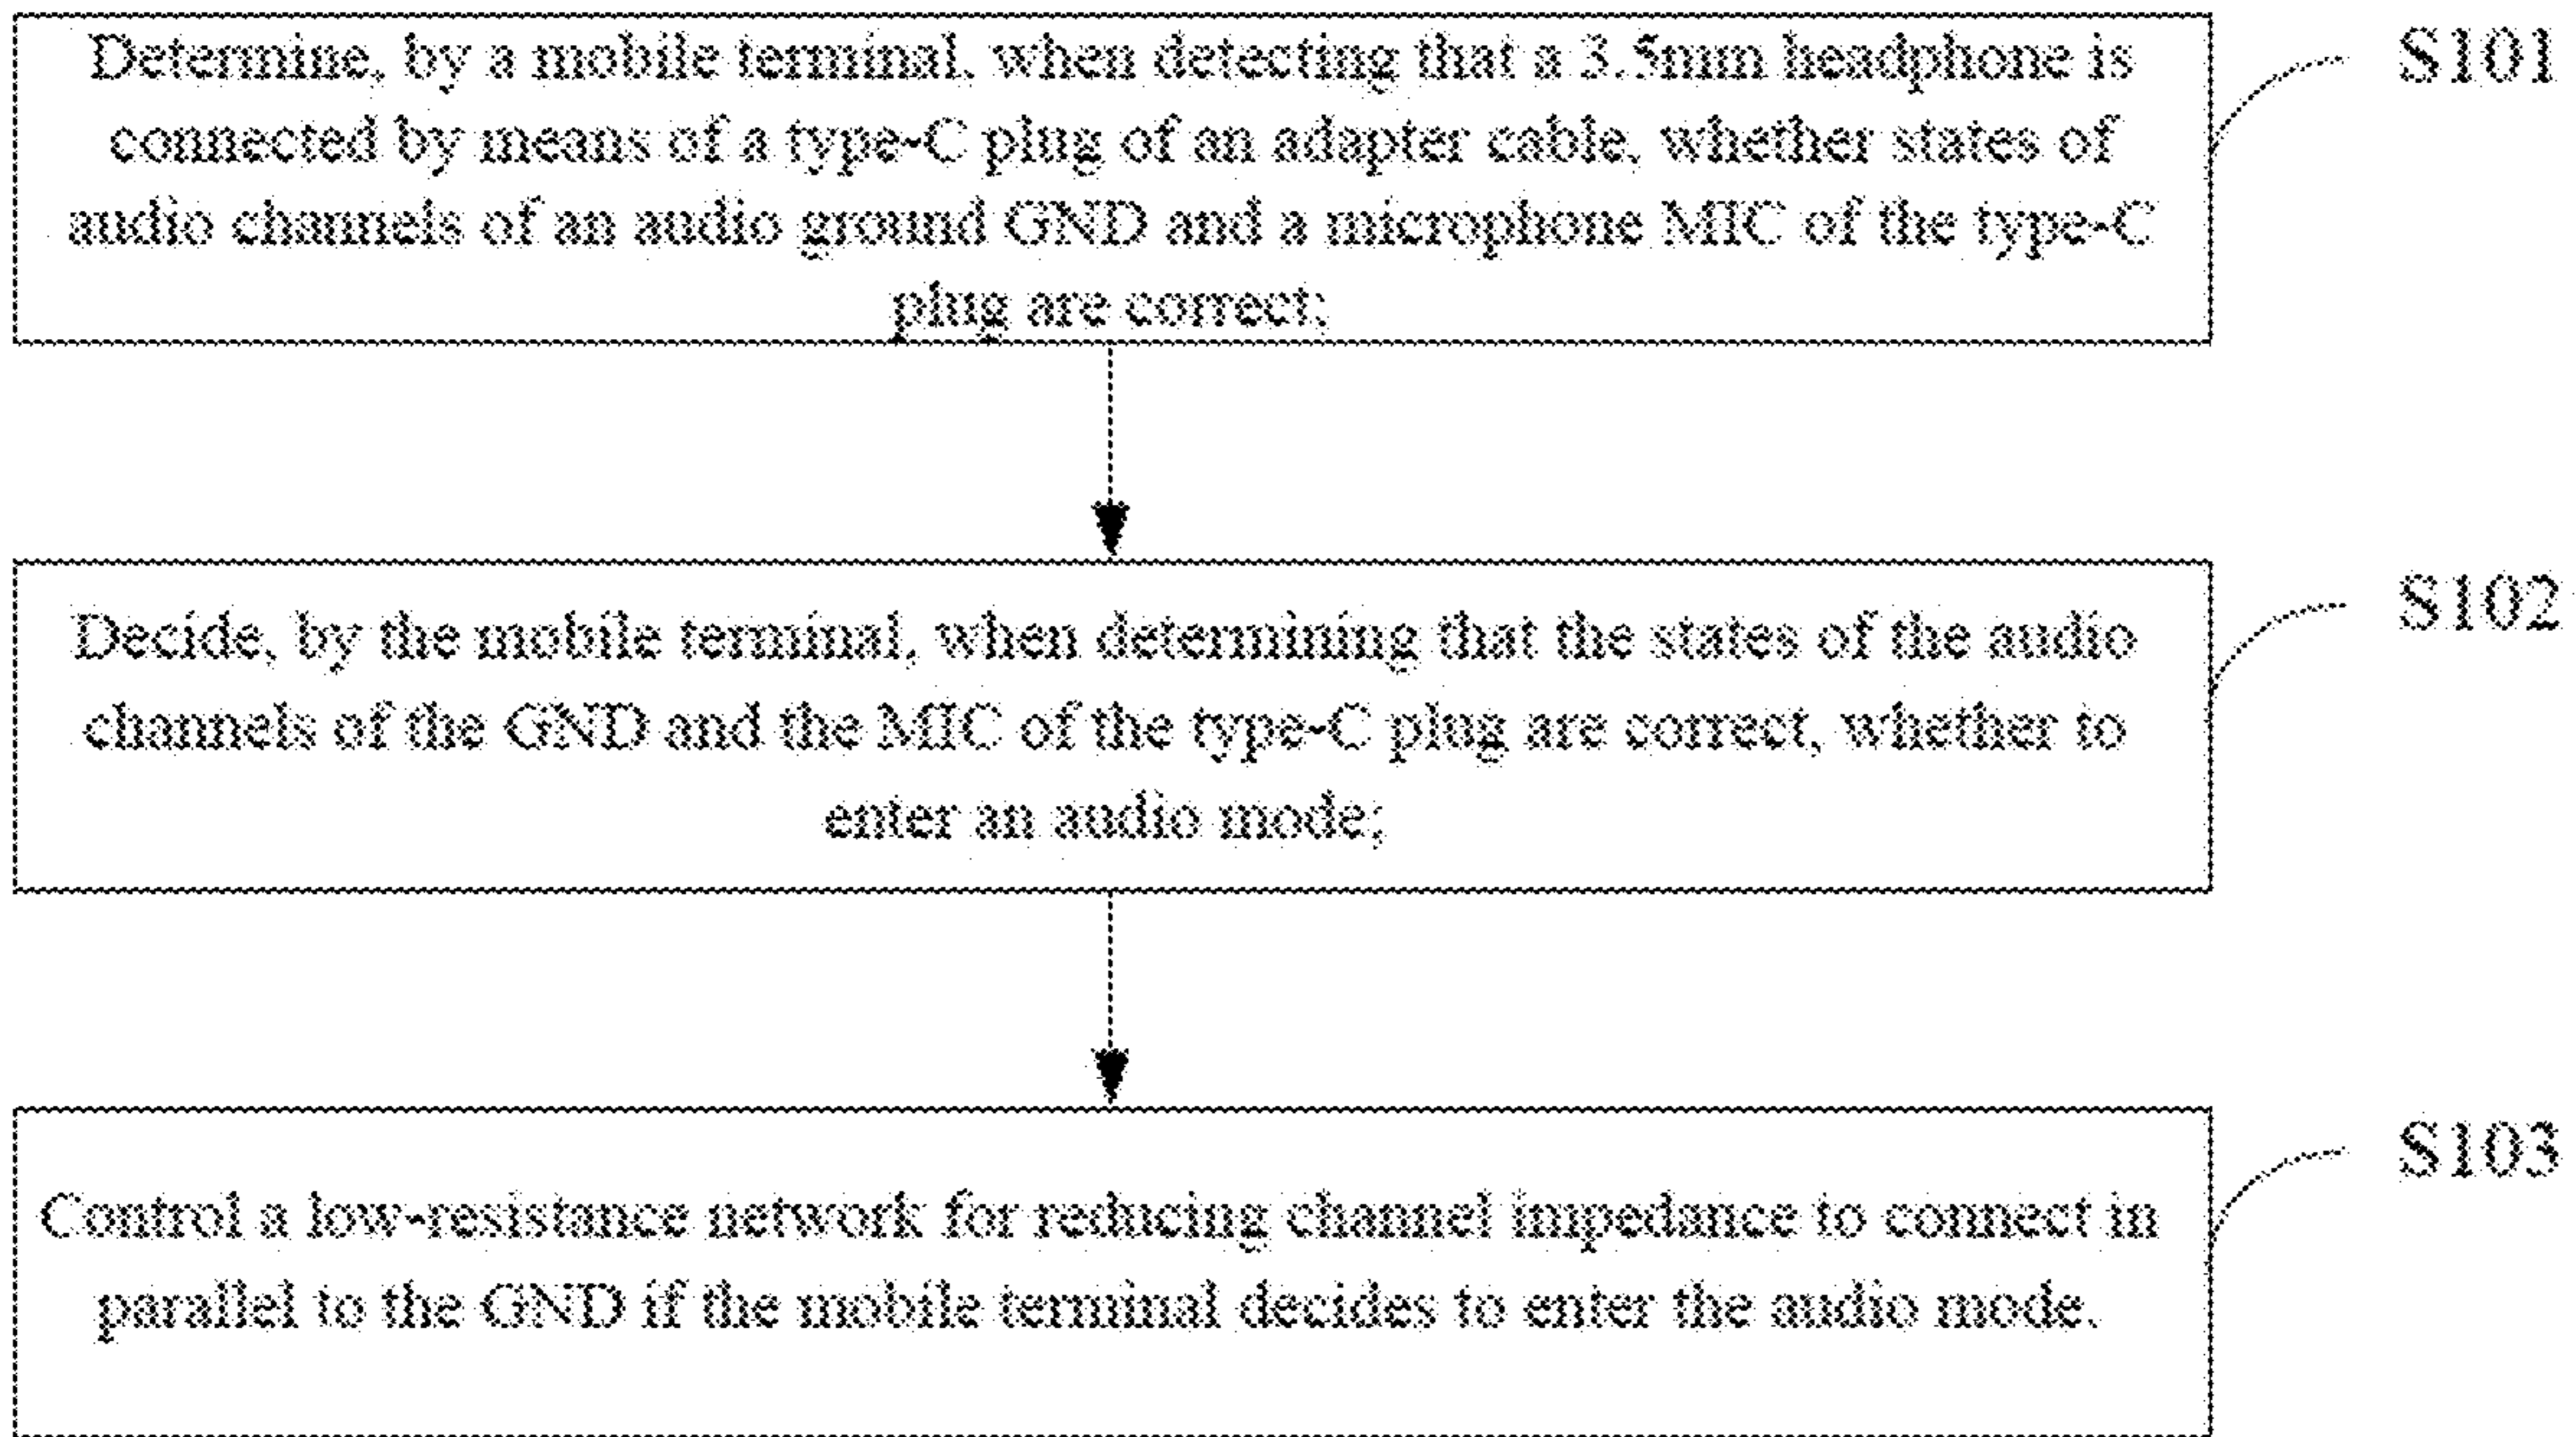 Determine, by a mobile terminal, when detecting that a 3.5mm headphone is
connected by means of a type-C plug of an adapter cable, whether states of
audio channels of an audio ground GND and a microphone MIC of the type-C
plug are correct;
S101
Decide, by the mobile terminal, when determining that the states of the audio
channels of the GND and the MIC of the type-C plug are correct, whether to
enter an audio mode;
S102
Control a low-resistance network for reducing channel impedance to connect in
parallel to the GND if the mobile terminal decides to enter the audio mode.
S103